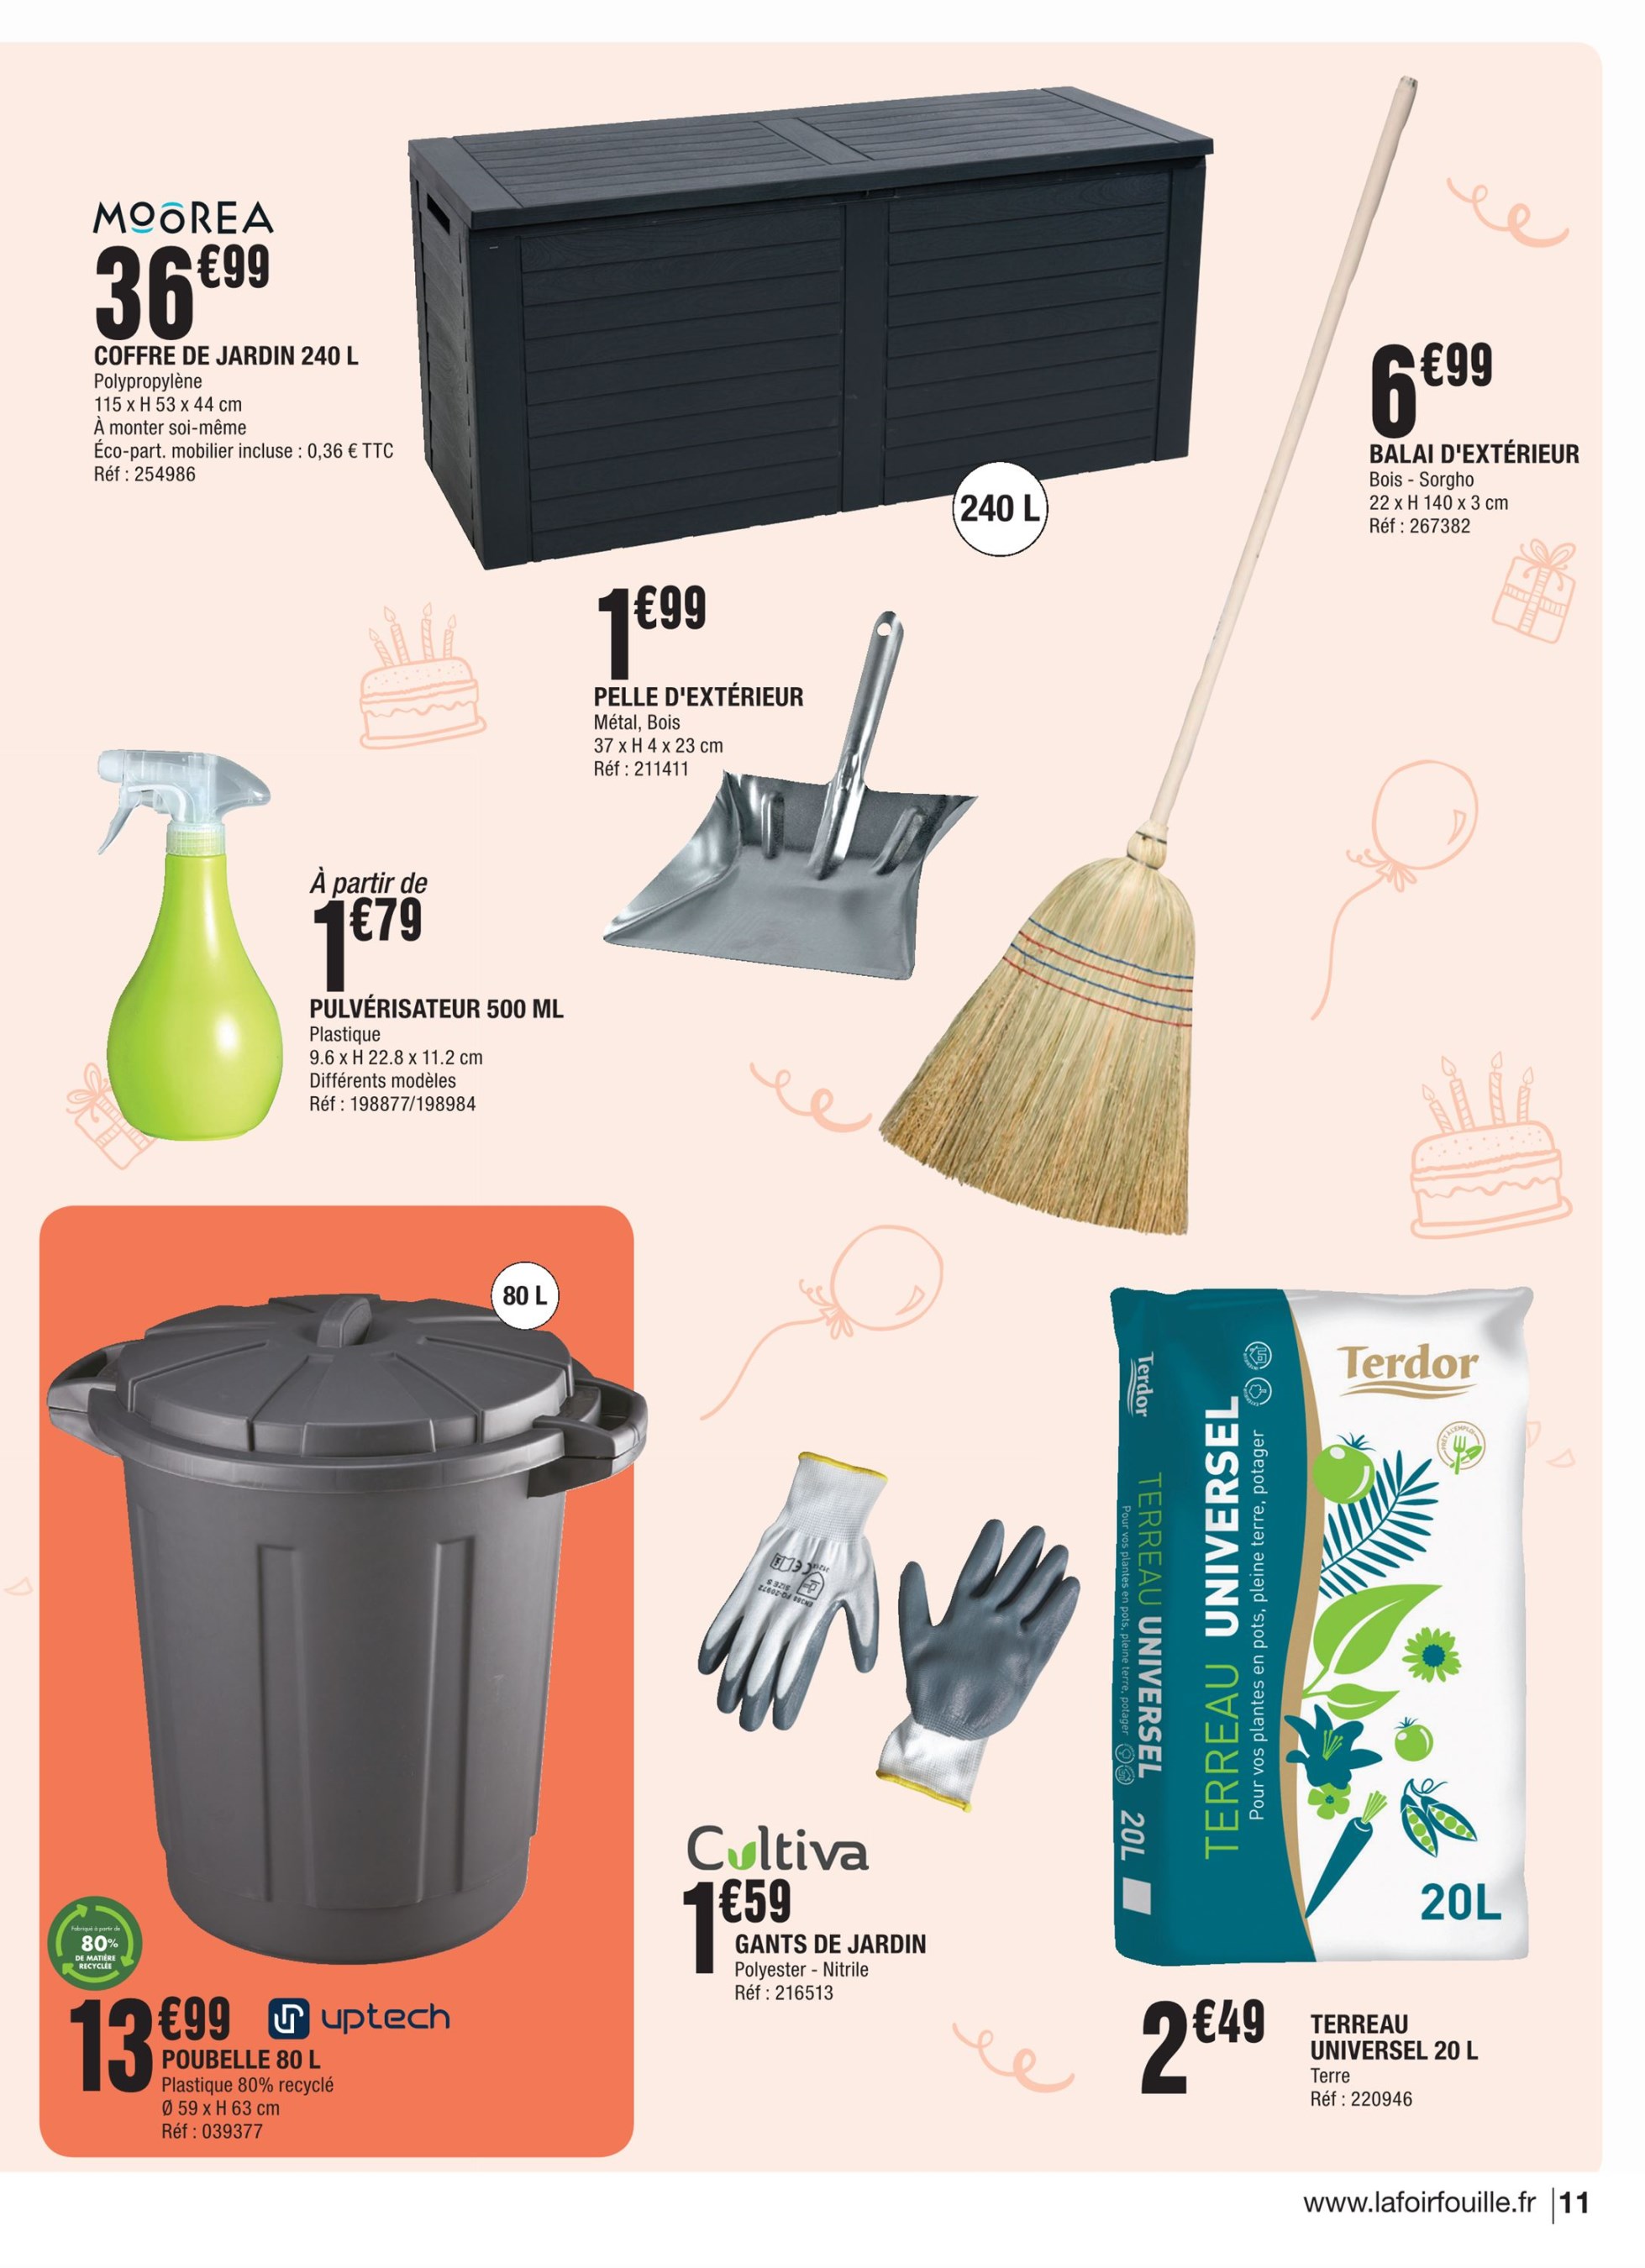 MOOREA
36€99
COFFRE DE JARDIN 240 L
Polypropylène
115 x H 53 x 44 cm
À monter soi-même
Éco-part. mobilier incluse : 0,36 € TTC
Réf : 254986
240 L
6€99
BALAI D'EXTÉRIEUR
Bois - Sorgho
22 x H 140 x 3 cm
Réf : 267382
1€99
PELLE D'EXTÉRIEUR
Métal, Bois
37 x H 4 x 23 cm
Réf : 211411
À partir de
1€79
PULVÉRISATEUR 500 ML
Plastique
9.6 x H 22.8 x 11.2 cm
Différents modèles
Réf : 198877/198984
80 L
Fabriqué à partir de
80%
DE MATIÈRE
RECYCLÉE
13€99
uptech
POUBELLE 80 L
Plastique 80% recyclé
Ø 59 x H 63 cm
Réf : 039377
Cultiva
1€59
GANTS DE JARDIN
Polyester - Nitrile
Réf : 216513
Terdor
TERREAU UNIVERSEL
Pour vos plantes en pots, pleine terre, potager
20L
Terdor
TERREAU UNIVERSEL
Pour vos plantes en pots, pleine terre, potager
20L
2€49
TERREAU
UNIVERSEL 20 L
Terre
Réf : 220946
www.lafoirfouille.fr
11